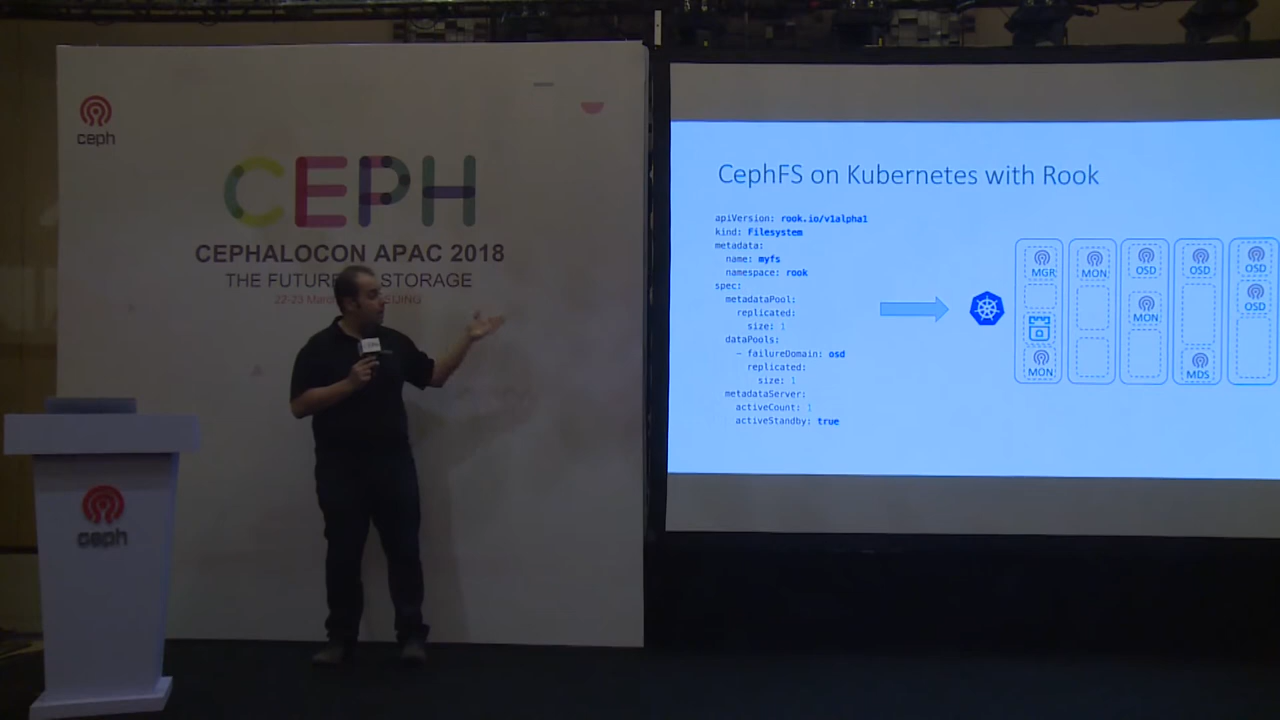 ceph
CEPH
CEPHALOCON APAC 2018
THE FUTURE STORAGE
22-23
ceph
CephFS on Kubernetes with Rook
apiVersion: rook.io/v1alpha1
kind: Filesystem
metadata:
name: myfs
namespace: rook
spec:
metadataPool:
replicated:
size: 1
dataPools:
- failureDomain: osd
replicated:
size: 1
metadataServer:
activeCount: 1
activeStandby: true
MGR
MON
MON
OSD
MON
OSD
MDS
OSD
OSD